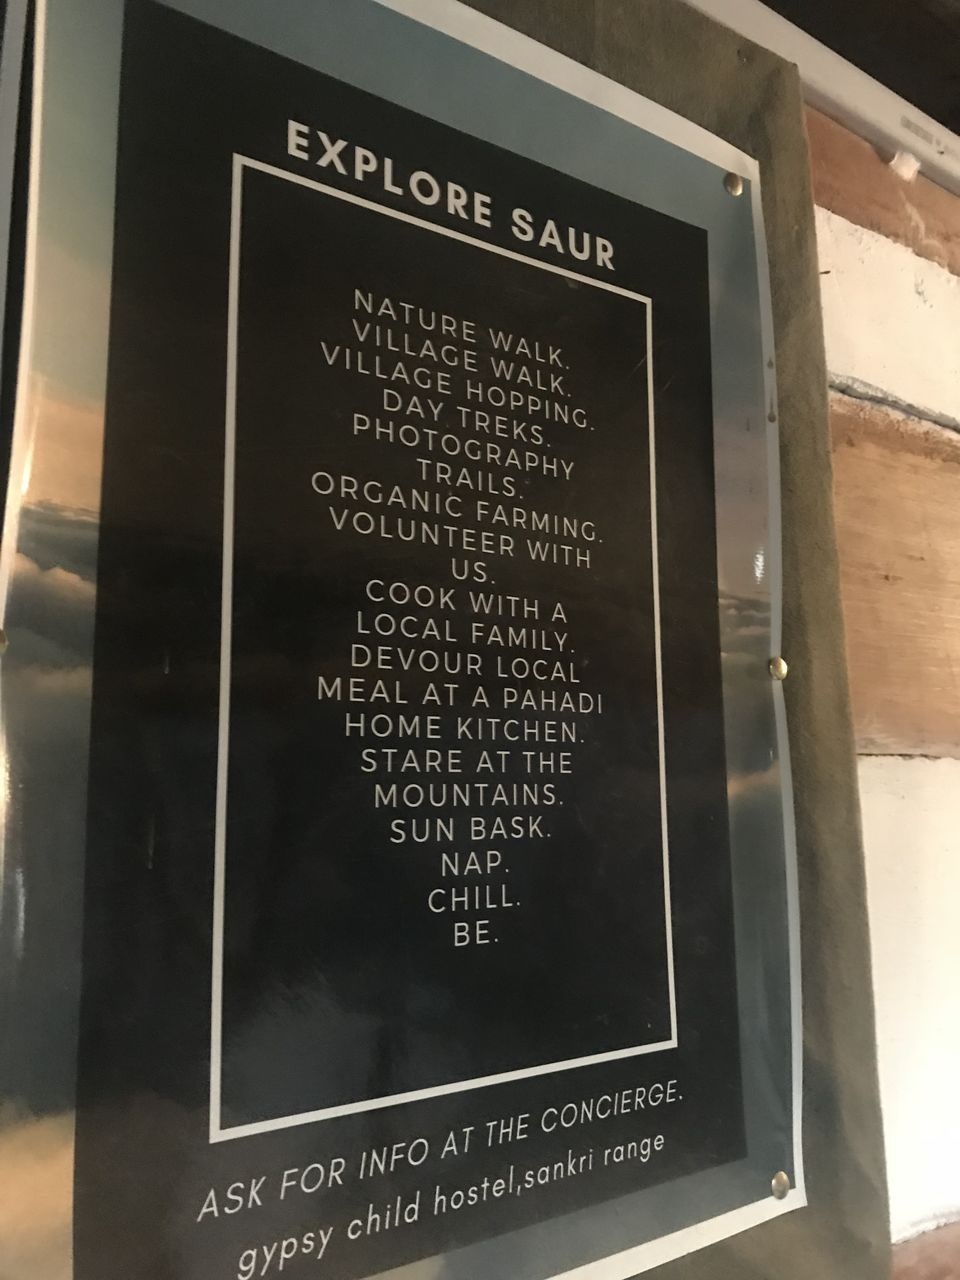 EXPLORE SAUR
NATURE WALK.
VILLAGE WALK.
VILLAGE HOPPING.
DAY TREKS.
PHOTOGRAPHY
TRAILS.
ORGANIC FARMING.
VOLUNTEER WITH
US.
COOK WITH A
LOCAL FAMILY.
DEVOUR LOCAL
MEAL AT A PAHADI
HOME KITCHEN.
STARE AT THE
MOUNTAINS.
SUN BASK.
NAP.
CHILL.
BE.
ASK FOR INFO AT THE CONCIERGE.
gypsy child hostel,sankri range